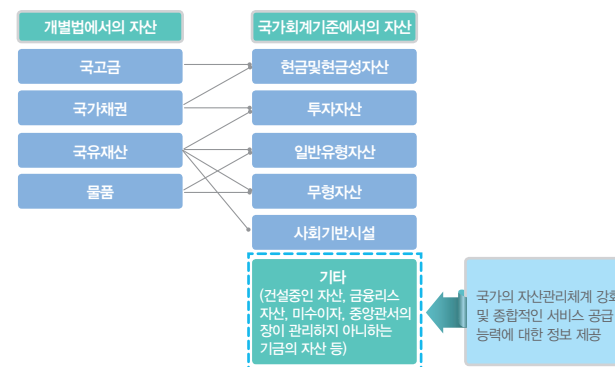 개별법에서의 자산
국가회계기준에서의 자산
국고금
현금및현금성자산
국가채권
투자자산
국유재산
일반유형자산
물품
무형자산
사회기반시설
기타
(건설중인 자산, 금융리스
자산, 미수이자, 중앙관서의
장이 관리하지 아니하는
기금의 자산 등)
국가의 자산관리체계 강화
및 종합적인 서비스 공급
능력에 대한 정보 제공